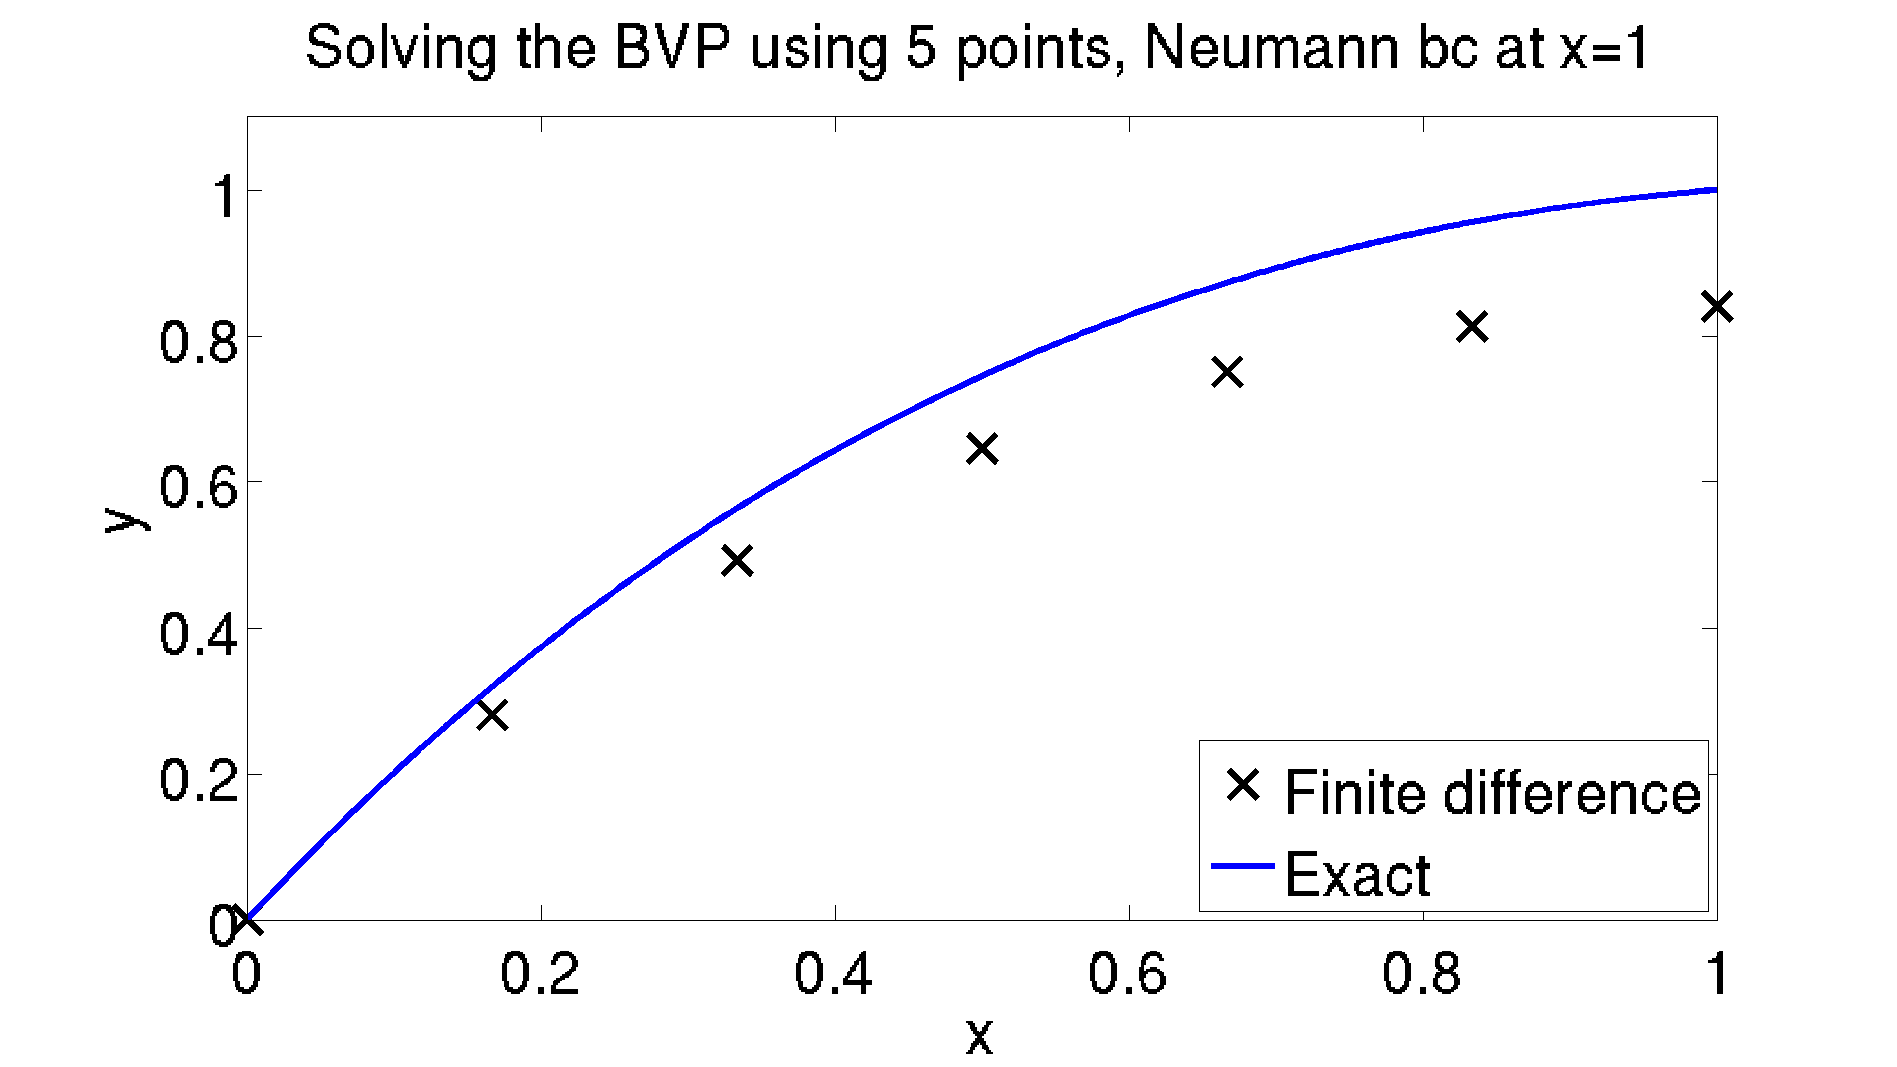 Solving the BVP using 5 points, Neumann bc at x=1
1
0.8
0.6
0.4
0.2
0
y
Finite difference
Exact
0 0.2 0.4 0.6 0.8 1
x